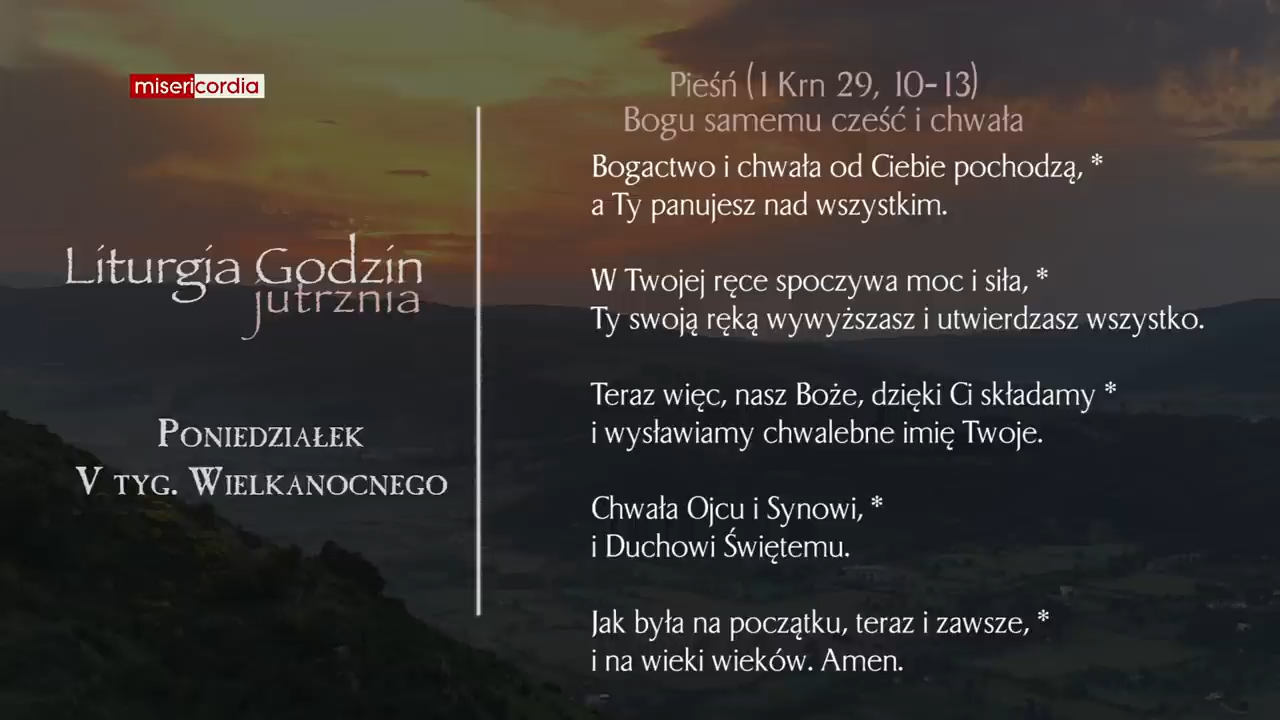 misericordia
Liturgia Godzin
jutrznia
Poniedziałek
V tyg. Wielkanocnego
Pieśń (1 Krn 29, 10-13)
Bogu samemu cześć i chwała
Bogactwo i chwała od Ciebie pochodzą, *
a Ty panujesz nad wszystkim.
W Twojej ręce spoczywa moc i siła, *
Ty swoją ręką wywyższasz i utwierdzasz wszystko.
Teraz więc, nasz Boże, dzięki Ci składamy *
i wysławiamy chwalebne imię Twoje.
Chwała Ojcu i Synowi, *
i Duchowi Świętemu.
Jak była na początku, teraz i zawsze, *
i na wieki wieków. Amen.